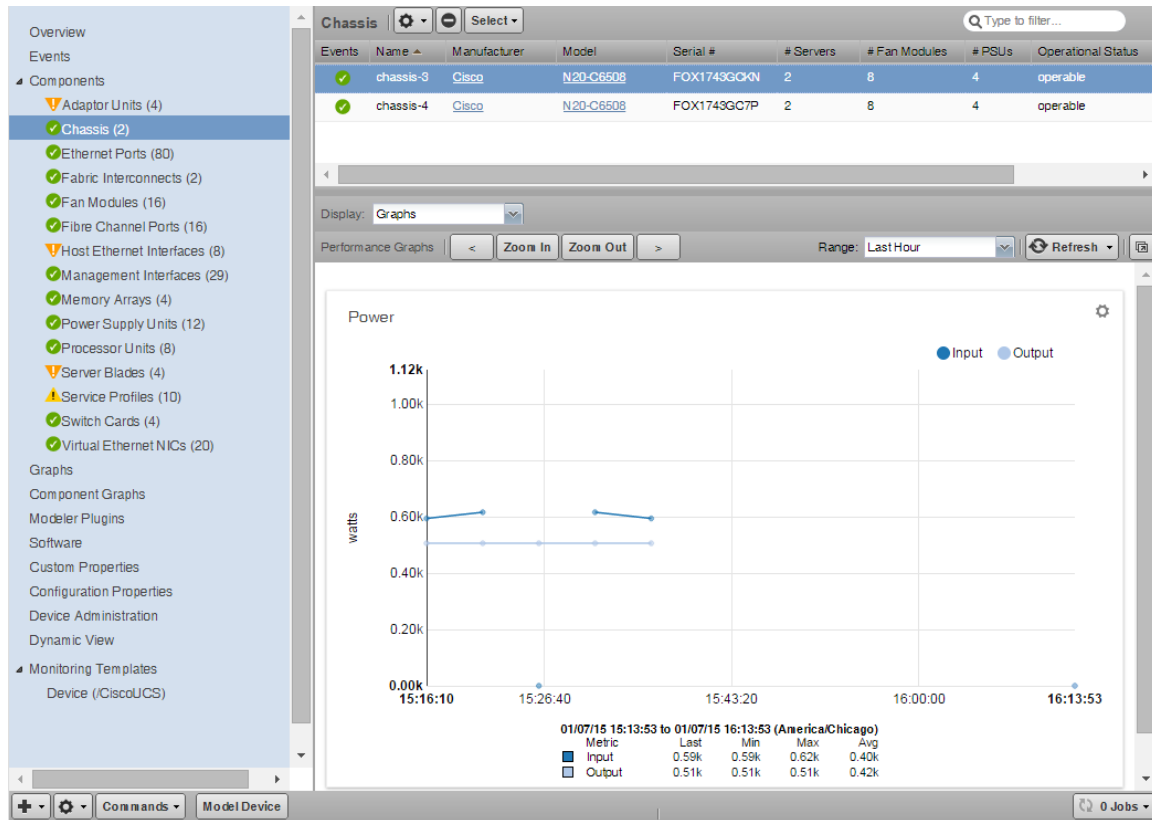 Overview
Events
Components
Adaptor Units (4)
Chassis (2)
Ethernet Ports (80)
Fabric Interconnects (2)
Fan Modules (16)
Fibre Channel Ports (16)
Host Ethernet Interfaces (8)
Management Interfaces (29)
Memory Arrays (4)
Power Supply Units (12)
Processor Units (8)
Server Blades (4)
Service Profiles (10)
Switch Cards (4)
Virtual Ethernet NICs (20)
Graphs
Component Graphs
Modeler Plugins
Software
Custom Properties
Configuration Properties
Device Administration
Dynamic View
Monitoring Templates
Device (/CiscoUCS)
Commands Model Device
Chassis Select Type to filter...
Events Name Manufacturer Model Serial # # Servers # Fan Modules # PSUs Operational Status
chassis-3 Cisco N20-C6508 FOX1743GCKN 2 8 4 operable
chassis-4 Cisco N20-C6508 FOX1743GC7P 2 8 4 operable
Display: Graphs
Performance Graphs < Zoom In Zoom Out > Range: Last Hour Refresh
Power
Input Output
1.12k
1.00k
0.80k
0.60k
0.40k
0.20k
0.00k
watts
15:16:10 15:26:40 15:43:20 16:00:00 16:13:53
01/07/15 15:13:53 to 01/07/15 16:13:53 (America/Chicago)
Metric Last Min Max Avg
Input 0.59k 0.59k 0.62k 0.40k
Output 0.51k 0.51k 0.51k 0.42k
0 Jobs